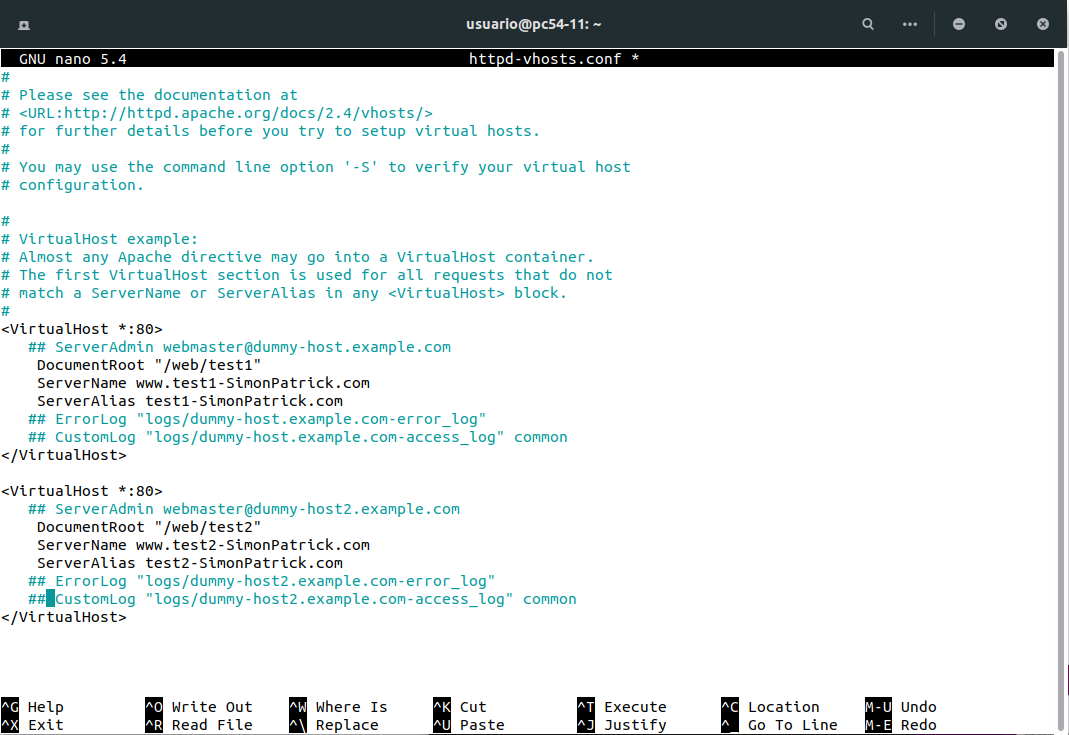 usuario@pc54-11: ~
GNU nano 5.4 httpd-vhosts.conf *
#
# Please see the documentation at
# <URL:http://httpd.apache.org/docs/2.4/vhosts/>
# for further details before you try to setup virtual hosts.
#
# You may use the command line option '-S' to verify your virtual host
# configuration.

#
# VirtualHost example:
# Almost any Apache directive may go into a VirtualHost container.
# The first VirtualHost section is used for all requests that do not
# match a ServerName or ServerAlias in any <VirtualHost> block.
#
<VirtualHost *:80>
   ## ServerAdmin webmaster@dummy-host.example.com
    DocumentRoot "/web/test1"
    ServerName www.test1-SimonPatrick.com
    ServerAlias test1-SimonPatrick.com
   ## ErrorLog "logs/dummy-host.example.com-error_log"
   ## CustomLog "logs/dummy-host.example.com-access_log" common
</VirtualHost>

<VirtualHost *:80>
   ## ServerAdmin webmaster@dummy-host2.example.com
    DocumentRoot "/web/test2"
    ServerName www.test2-SimonPatrick.com
    ServerAlias test2-SimonPatrick.com
   ## ErrorLog "logs/dummy-host2.example.com-error_log"
   ## CustomLog "logs/dummy-host2.example.com-access_log" common
</VirtualHost>

^G Help ^O Write Out ^W Where Is ^K Cut ^T Execute ^C Location M-U Undo
^X Exit ^R Read File ^\ Replace ^U Paste ^J Justify ^_ Go To Line M-E Redo